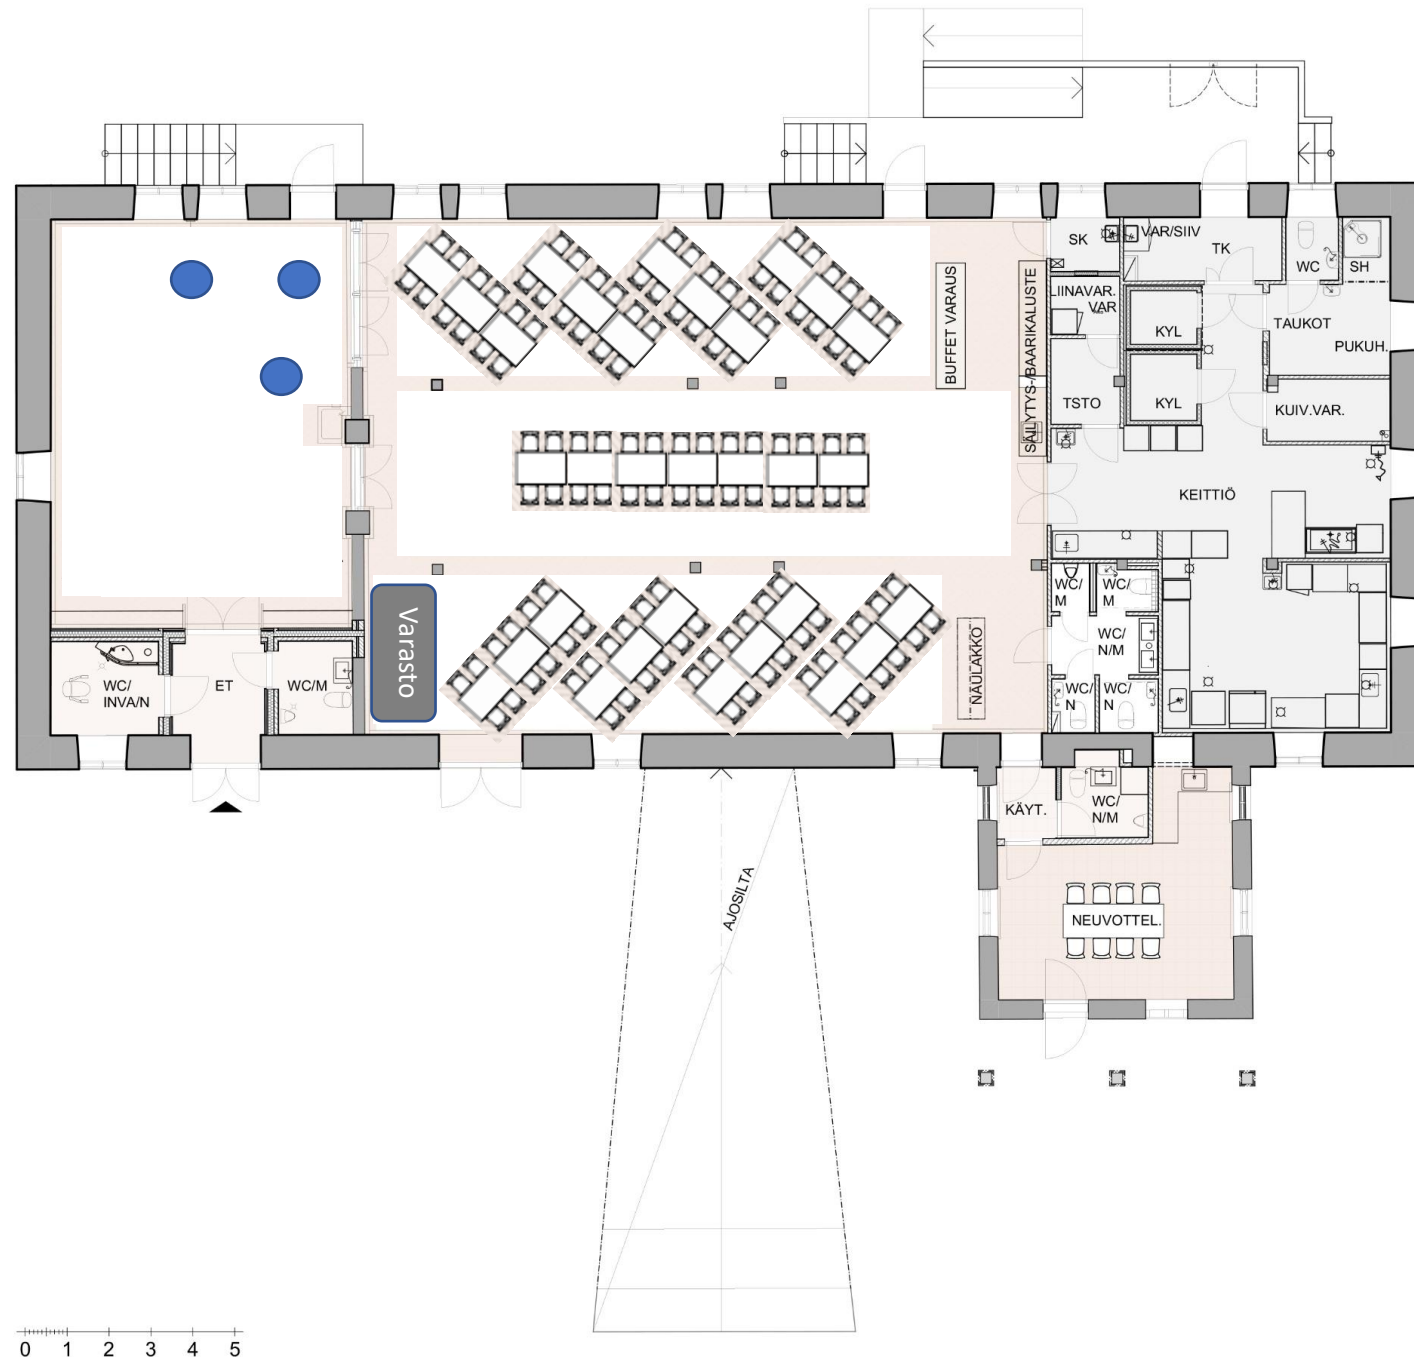 SK
VAR/SIIV
TK
WC
SH
LIINAVAR.
VAR
KYL
TAUKOT
PUKUH.
BUFFET VARAUS
SÄILYTYS-/BAARIKALUSTE
TSTO
KYL
KUIV.VAR.
KEITTIÖ
WC/
M
WC/
M
WC/
N/M
WC/
N
WC/
N
Varasto
NAULAKKO
WC/
INVA/N
ET
WC/M
KÄYT.
WC/
N/M
NEUVOTTEL.
AJOSILTA
0 1 2 3 4 5